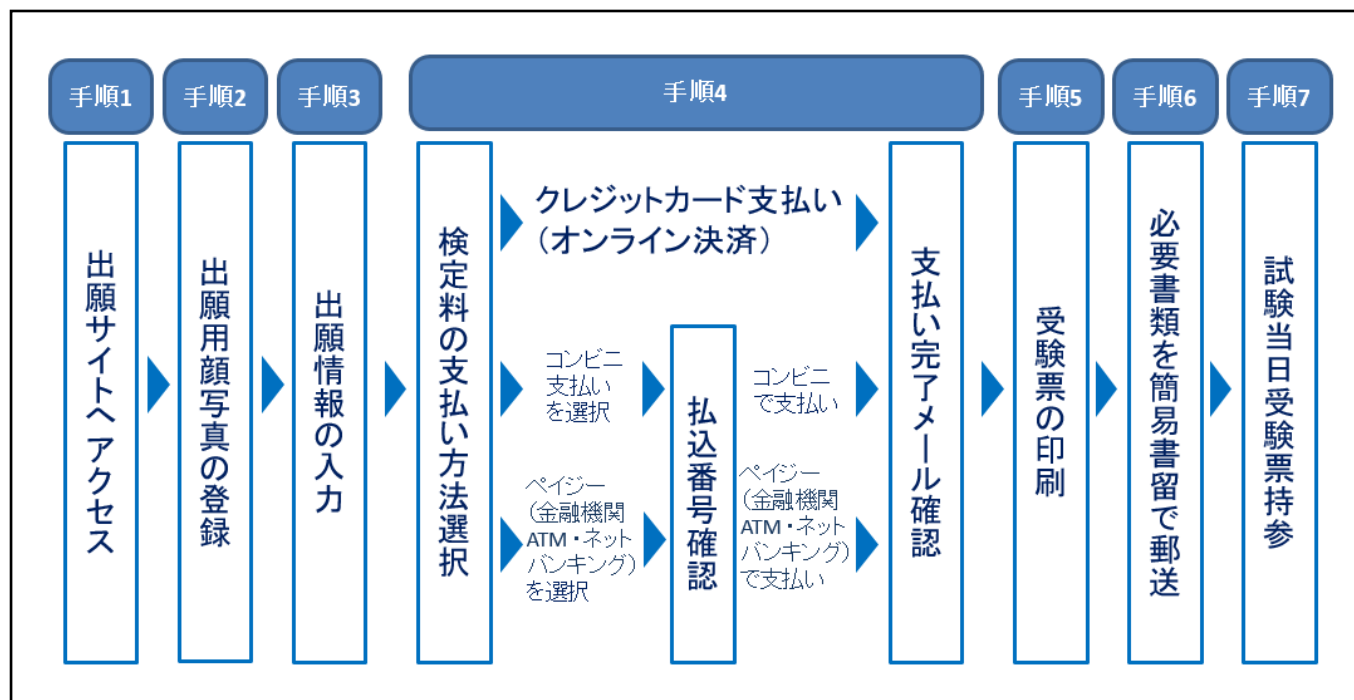 手順1
手順2
手順3
手順4
手順5
手順6
手順7
出願サイトへアクセス
出願用顔写真の登録
出願情報の入力
検定料の支払い方法選択
クレジットカード支払い
（オンライン決済）
コンビニ
支払い
を選択
ペイジー
（金融機関
ATM・ネット
バンキング）
を選択
払込番号確認
コンビニ
で支払い
ペイジー
（金融機関
ATM・ネット
バンキング）
で支払い
支払い完了メール確認
受験票の印刷
必要書類を簡易書留で郵送
試験当日受験票持参